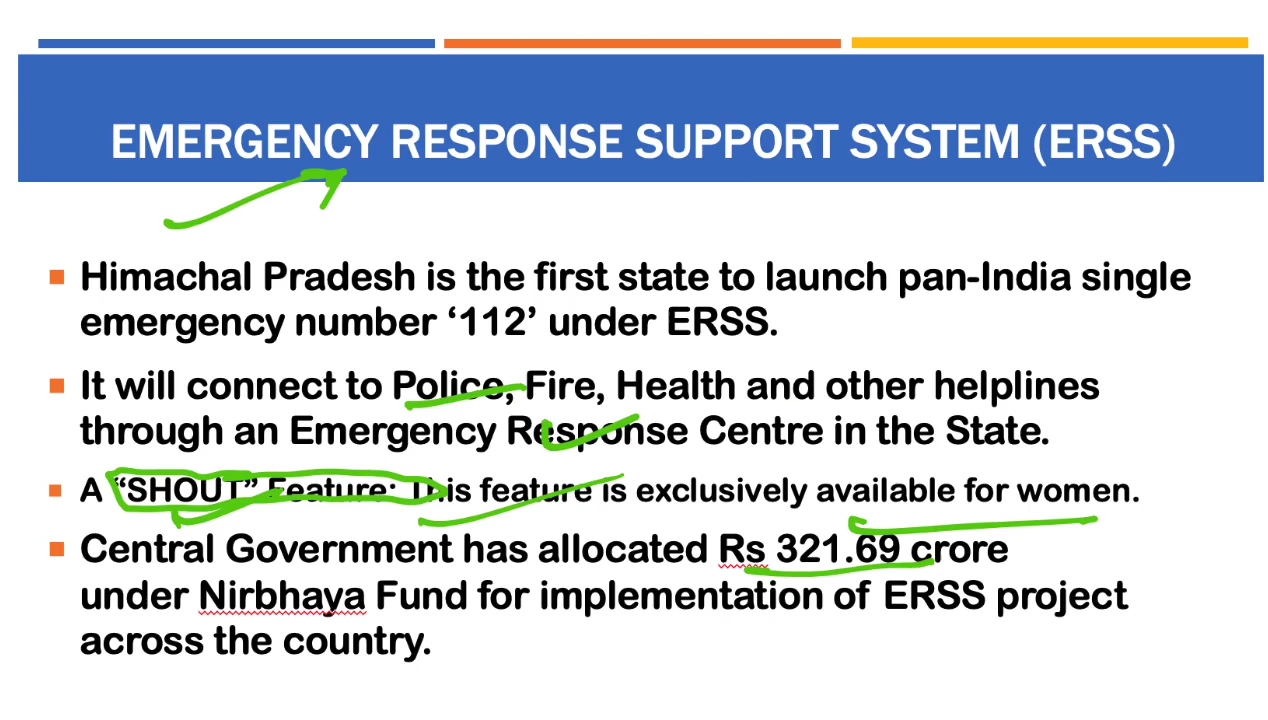 EMERGENCY RESPONSE SUPPORT SYSTEM (ERSS)
Himachal Pradesh is the first state to launch pan-India single
emergency number ‘112’ under ERSS.
It will connect to Police, Fire, Health and other helplines
through an Emergency Response Centre in the State.
A “SHOUT” Feature: This feature is exclusively available for women.
Central Government has allocated Rs 321.69 crore
under Nirbhaya Fund for implementation of ERSS project
across the country.